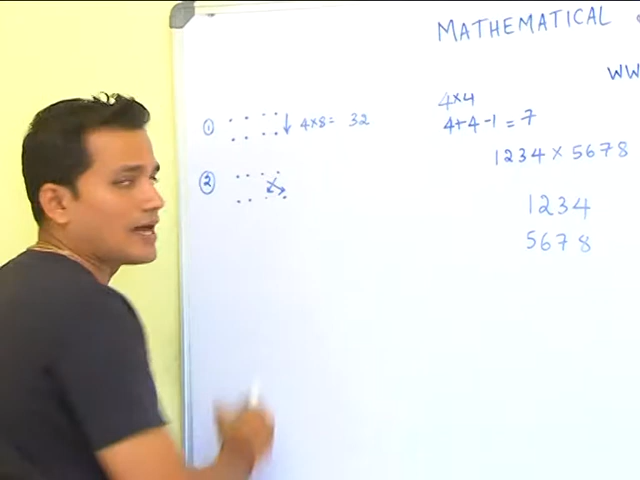 MATHEMATICAL
WW
4×4
① 4×8= 32
4+4-1 = 7
1234 × 5678
②
1234
5678